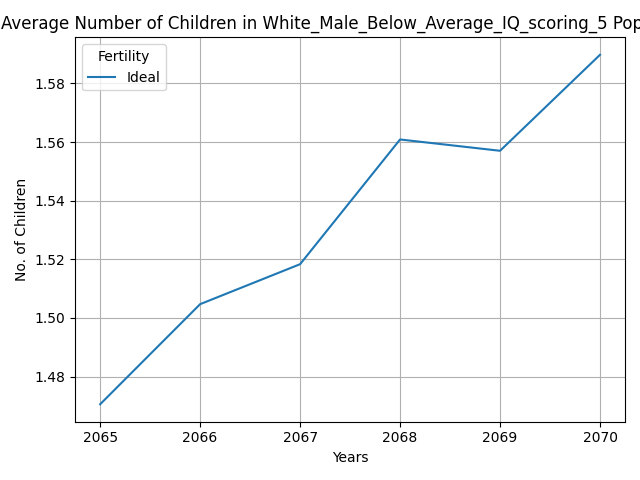 Average Number of Children in White_Male_Below_Average_IQ_scoring_5 Pop
Fertility
Ideal
1.58
1.56
1.54
1.52
1.50
1.48
No. of Children
2065 2066 2067 2068 2069 2070
Years